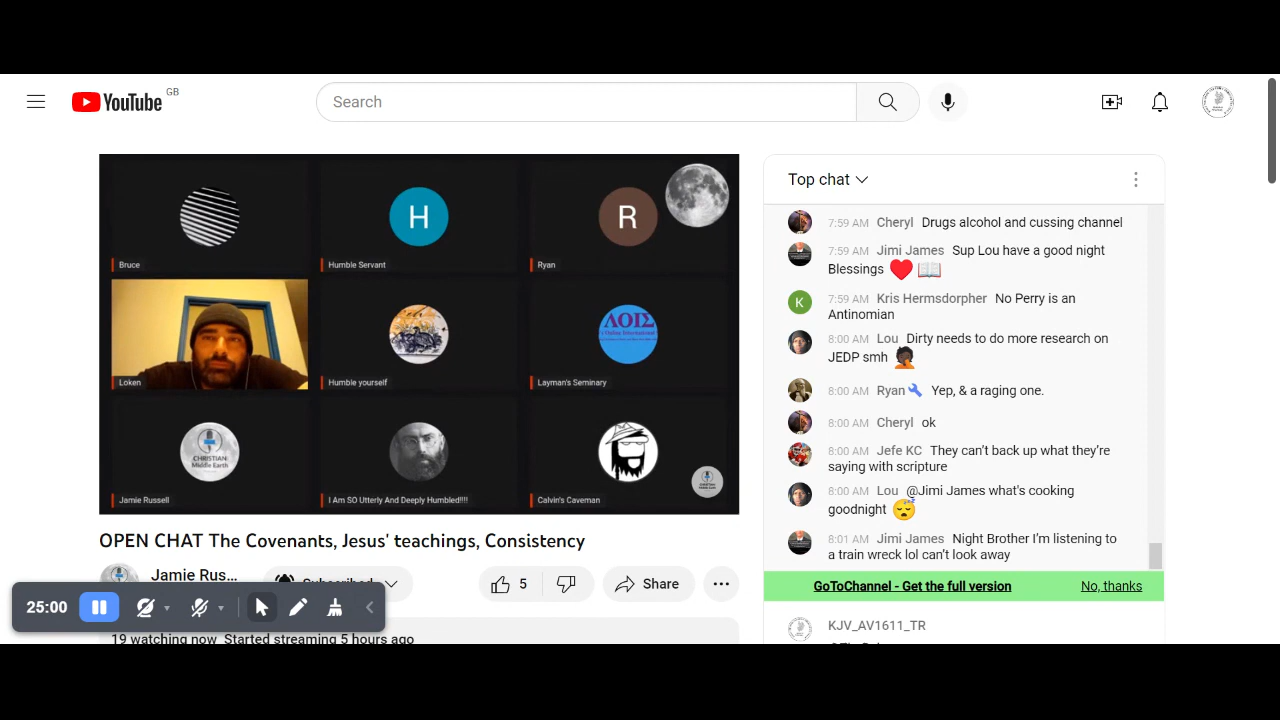 YouTube GB
Search
Bruce
H
Humble Servant
R
Ryan
Loken
Humble yourself
ΛΟΙΣ
Layman's Seminary
CHRISTIAN
Middle Earth
Jamie Russell
I Am SO Utterly And Deeply Humbled!!!!
Calvin's Caveman
OPEN CHAT The Covenants, Jesus' teachings, Consistency
Jamie Rus...
Subscribed
5
Share
25:00
19 watching now Started streaming 5 hours ago
Top chat
7:59 AM Cheryl Drugs alcohol and cussing channel
7:59 AM Jimi James Sup Lou have a good night
Blessings ❤️ 📖
K
7:59 AM Kris Hermsdorpher No Perry is an
Antinomian
8:00 AM Lou Dirty needs to do more research on
JEDP smh 🤦🏿
8:00 AM Ryan Yep, & a raging one.
8:00 AM Cheryl ok
8:00 AM Jefe KC They can't back up what they're
saying with scripture
8:00 AM Lou @Jimi James what's cooking
goodnight 😴
8:01 AM Jimi James Night Brother I'm listening to
a train wreck lol can't look away
GoToChannel - Get the full version No, thanks
KJV_AV1611_TR